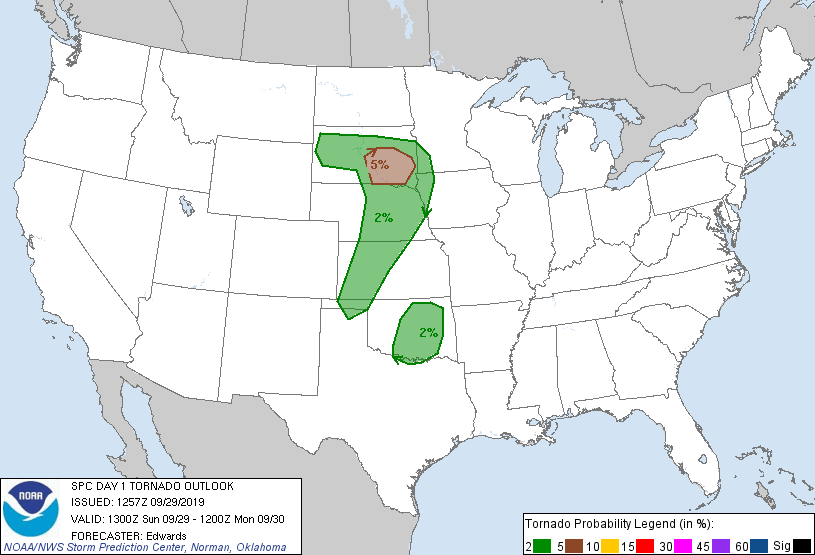 5%
2%
2%
NOAA
SPC DAY 1 TORNADO OUTLOOK
ISSUED: 1257Z 09/29/2019
VALID: 1300Z Sun 09/29 - 1200Z Mon 09/30
FORECASTER: Edwards
NOAA/NWS Storm Prediction Center, Norman, Oklahoma
Tornado Probability Legend (in %):
2 5 10 15 30 45 60 Sig